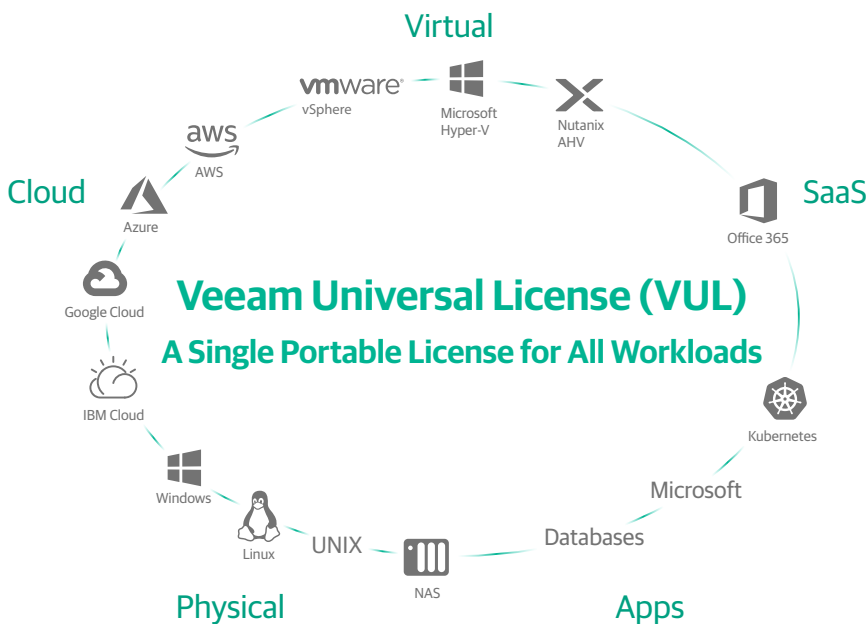 Virtual
vmware®
vSphere
Microsoft
Hyper-V
Nutanix
AHV
aws
AWS
Cloud
SaaS
Azure
Office 365
Google Cloud
Veeam Universal License (VUL)
A Single Portable License for All Workloads
IBM Cloud
Kubernetes
Windows
Microsoft
Linux
UNIX
Databases
NAS
Physical
Apps